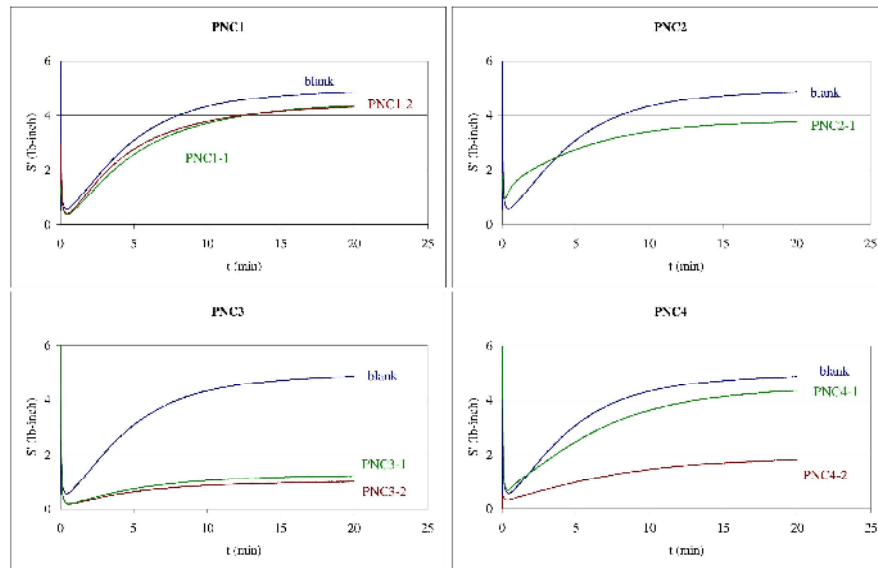 PNC1
6
4
2
0
S' (lb-inch)
blank
PNC1-2
PNC1-1
0 5 10 15 20 25
t (min)
PNC2
6
4
2
0
S' (lb-inch)
blank
PNC2-1
0 5 10 15 20 25
t (min)
PNC3
6
4
2
0
S' (lb-inch)
blank
PNC3-1
PNC3-2
0 5 10 15 20 25
t (min)
PNC4
6
4
2
0
S' (lb-inch)
blank
PNC4-1
PNC4-2
0 5 10 15 20 25
t (min)